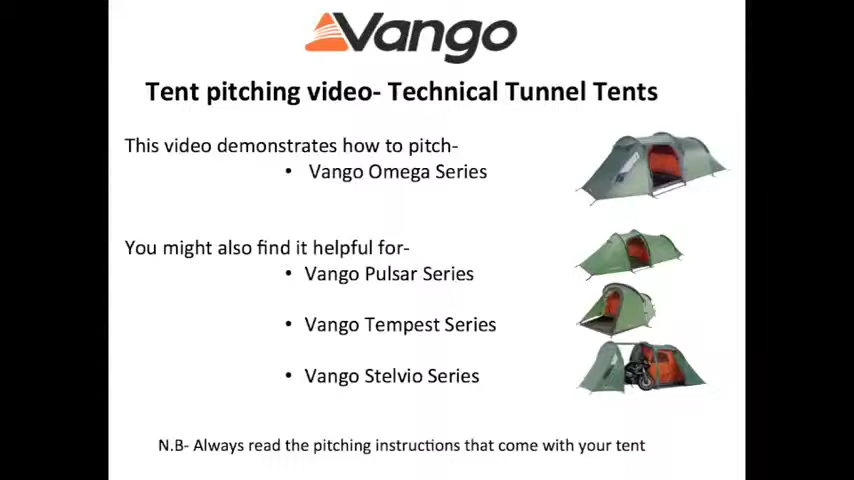 Vango
Tent pitching video- Technical Tunnel Tents
This video demonstrates how to pitch-
• Vango Omega Series
You might also find it helpful for-
• Vango Pulsar Series
• Vango Tempest Series
• Vango Stelvio Series
N.B- Always read the pitching instructions that come with your tent